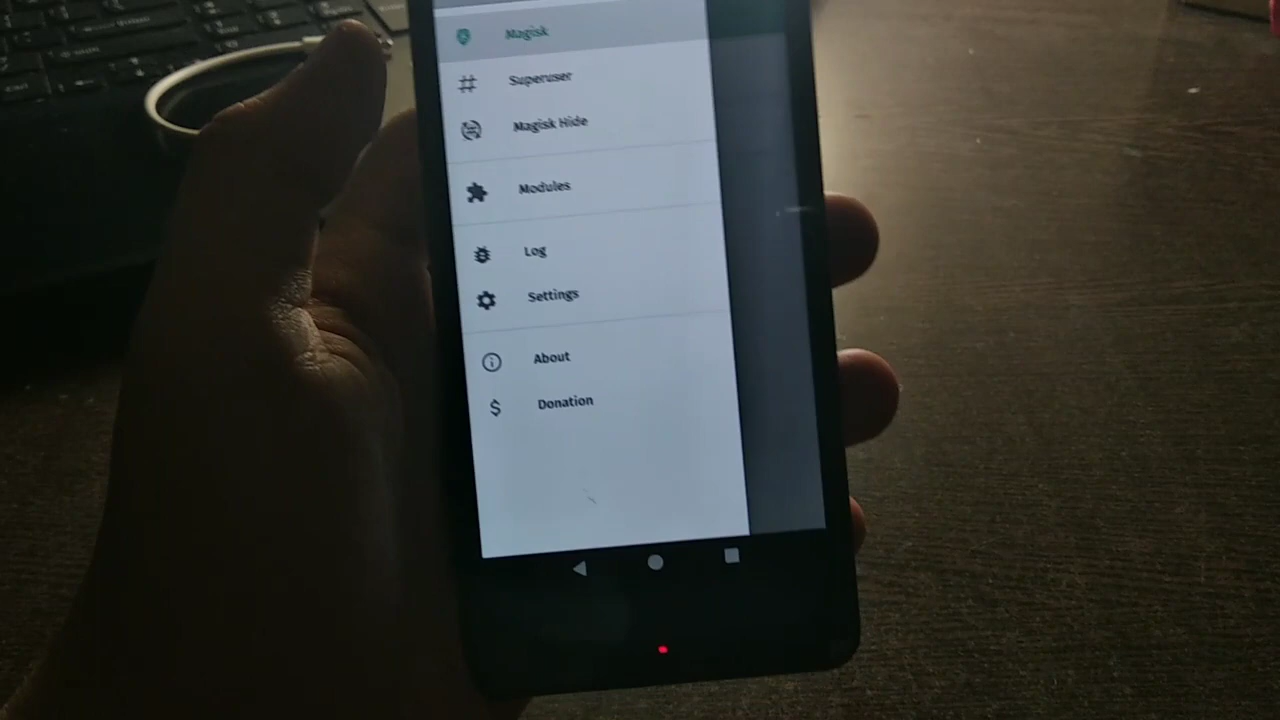 Magisk
Superuser
Magisk Hide
Modules
Log
Settings
About
Donation